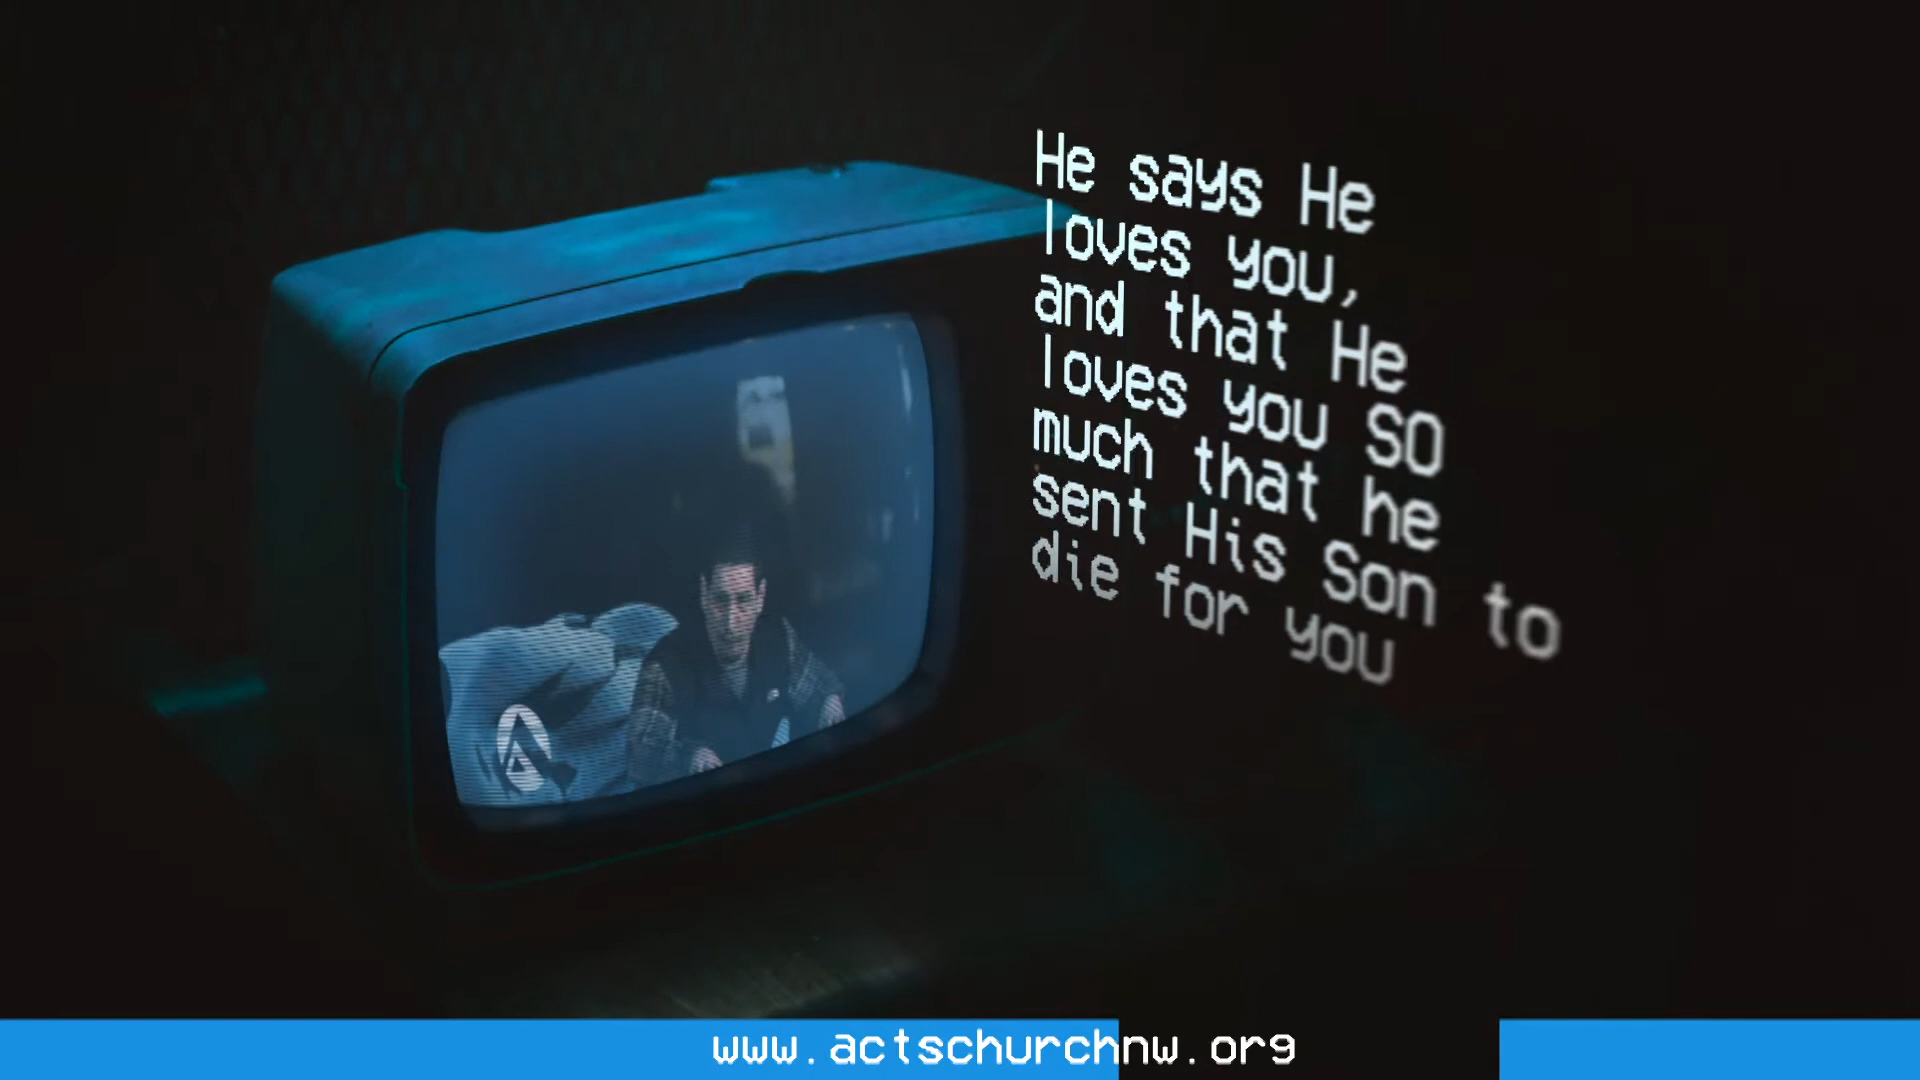 He says He
loves you,
and that He
loves you SO
much that he
sent His Son to
die for you
www.actschurchnw.org